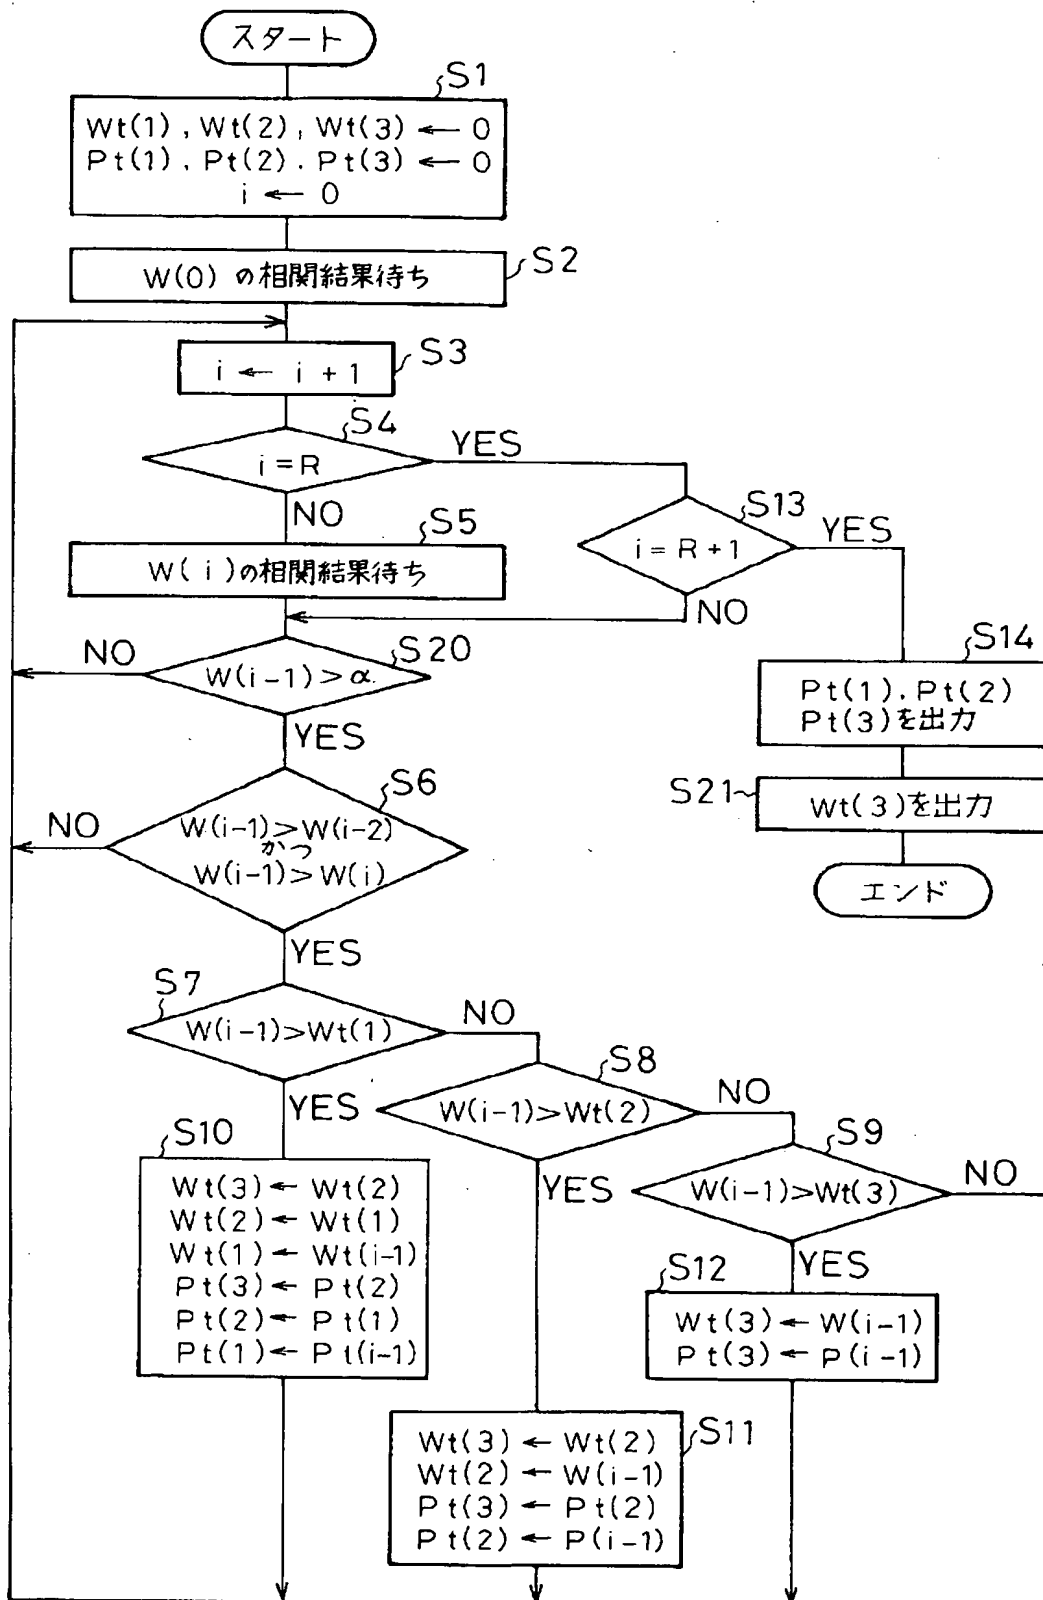 スタート
S1
Wt(1), Wt(2), Wt(3) ← 0
Pt(1). Pt(2). Pt(3) ← 0
i ← 0
W(0) の相関結果待ち
S2
i ← i + 1
S3
S4
i = R
YES
NO
S5
W(i)の相関結果待ち
S13
i = R + 1
YES
NO
S20
W(i-1) > α
NO
YES
S14
Pt(1). Pt(2)
Pt(3)を出力
S21
Wt(3)を出力
エンド
S6
W(i-1) > W(i-2)
かつ
W(i-1) > W(i)
NO
YES
S7
W(i-1) > Wt(1)
NO
YES
S8
W(i-1) > Wt(2)
NO
YES
S9
W(i-1) > Wt(3)
NO
YES
S10
Wt(3) ← Wt(2)
Wt(2) ← Wt(1)
Wt(1) ← Wt(i-1)
Pt(3) ← Pt(2)
Pt(2) ← Pt(1)
Pt(1) ← Pt(i-1)
S12
Wt(3) ← W(i-1)
Pt(3) ← P(i-1)
S11
Wt(3) ← Wt(2)
Wt(2) ← W(i-1)
Pt(3) ← Pt(2)
Pt(2) ← P(i-1)